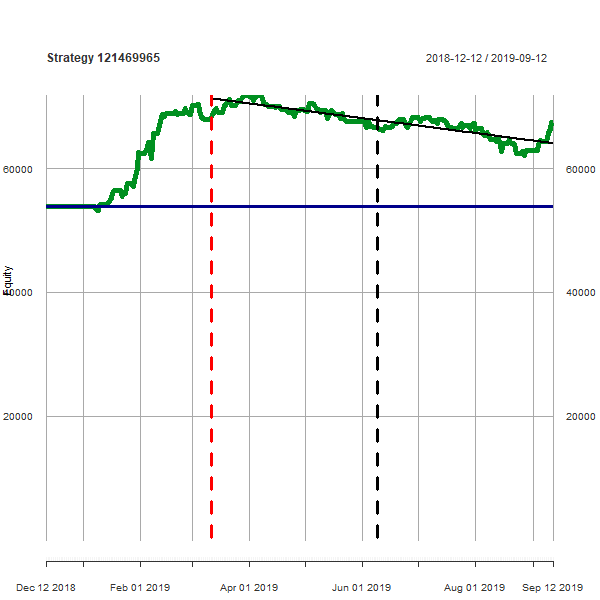 Strategy 121469965 2018-12-12 / 2019-09-12
60000 60000
Equity
40000 40000
20000 20000
Dec 12 2018 Feb 01 2019 Apr 01 2019 Jun 01 2019 Aug 01 2019 Sep 12 2019